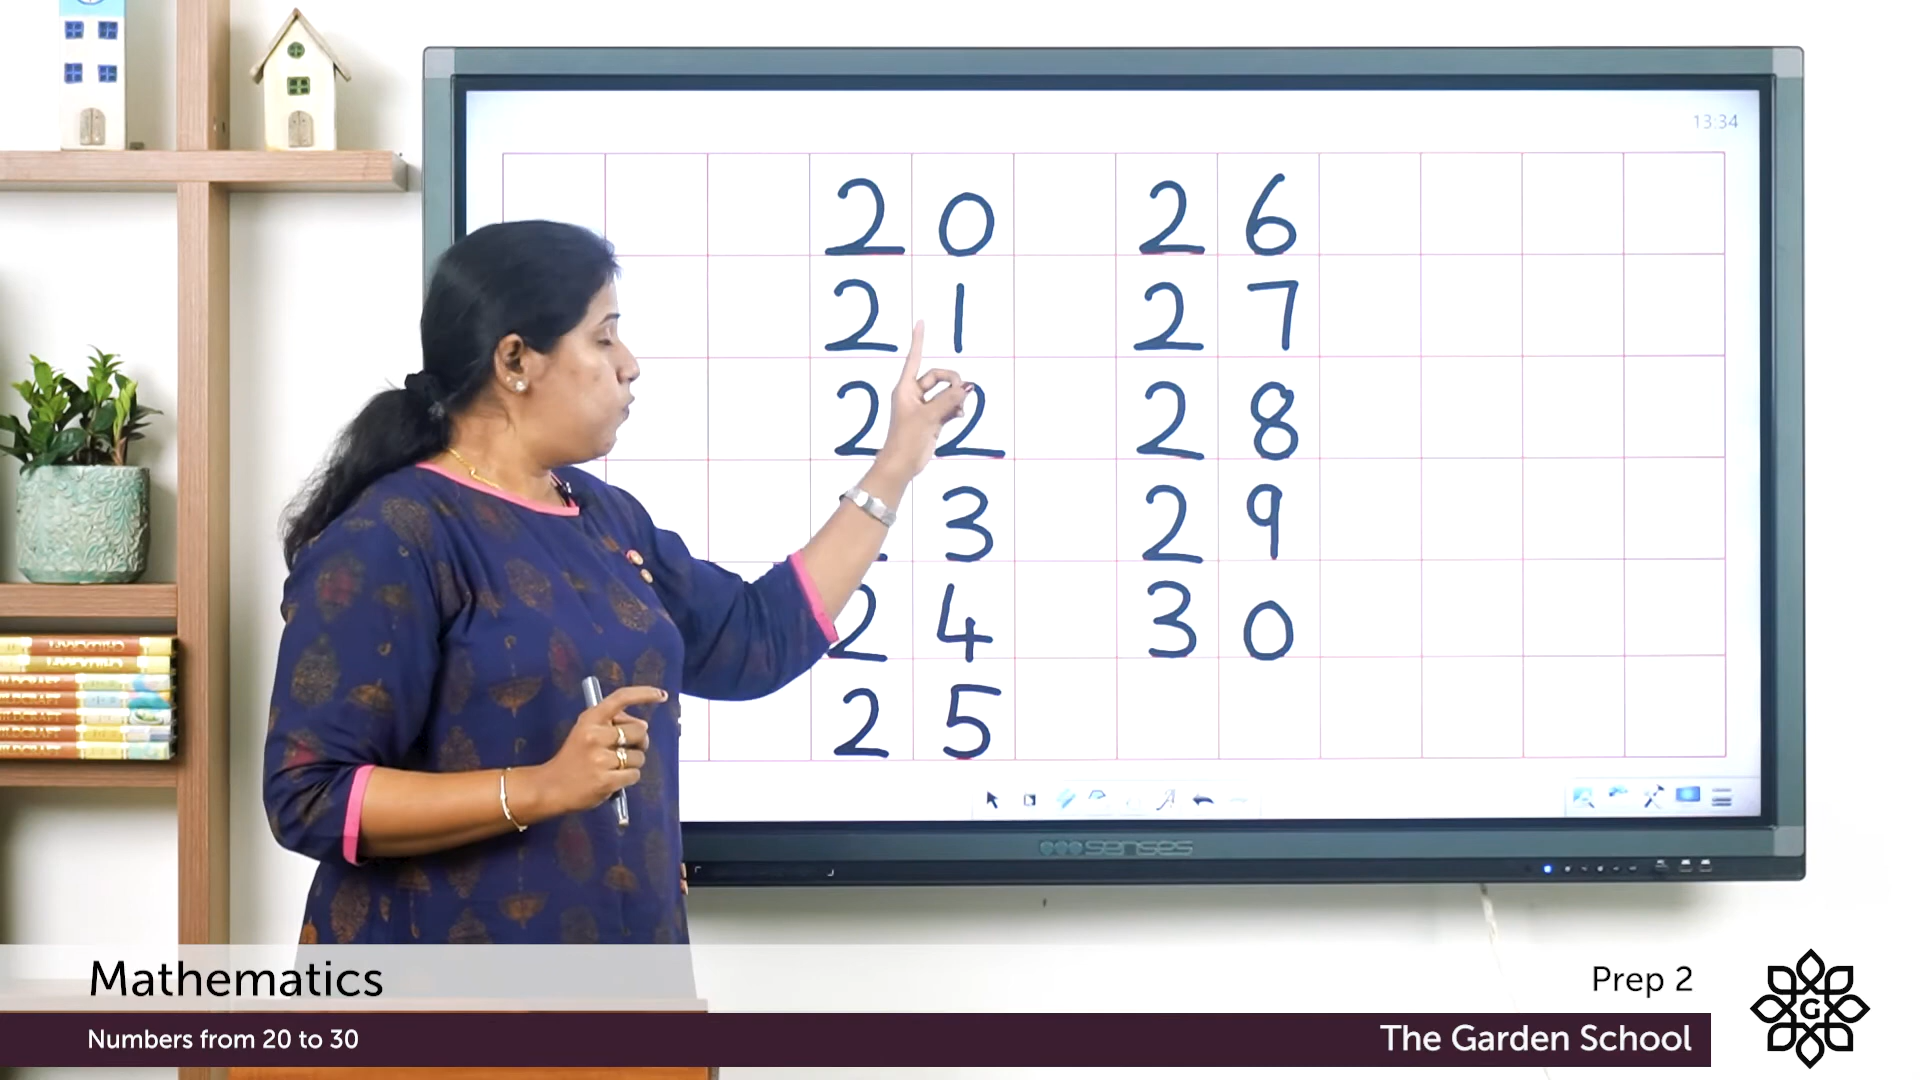 13:34
20 26
21 27
22 28
3 29
24 30
25
senses
Mathematics
Prep 2
Numbers from 20 to 30
The Garden School
G